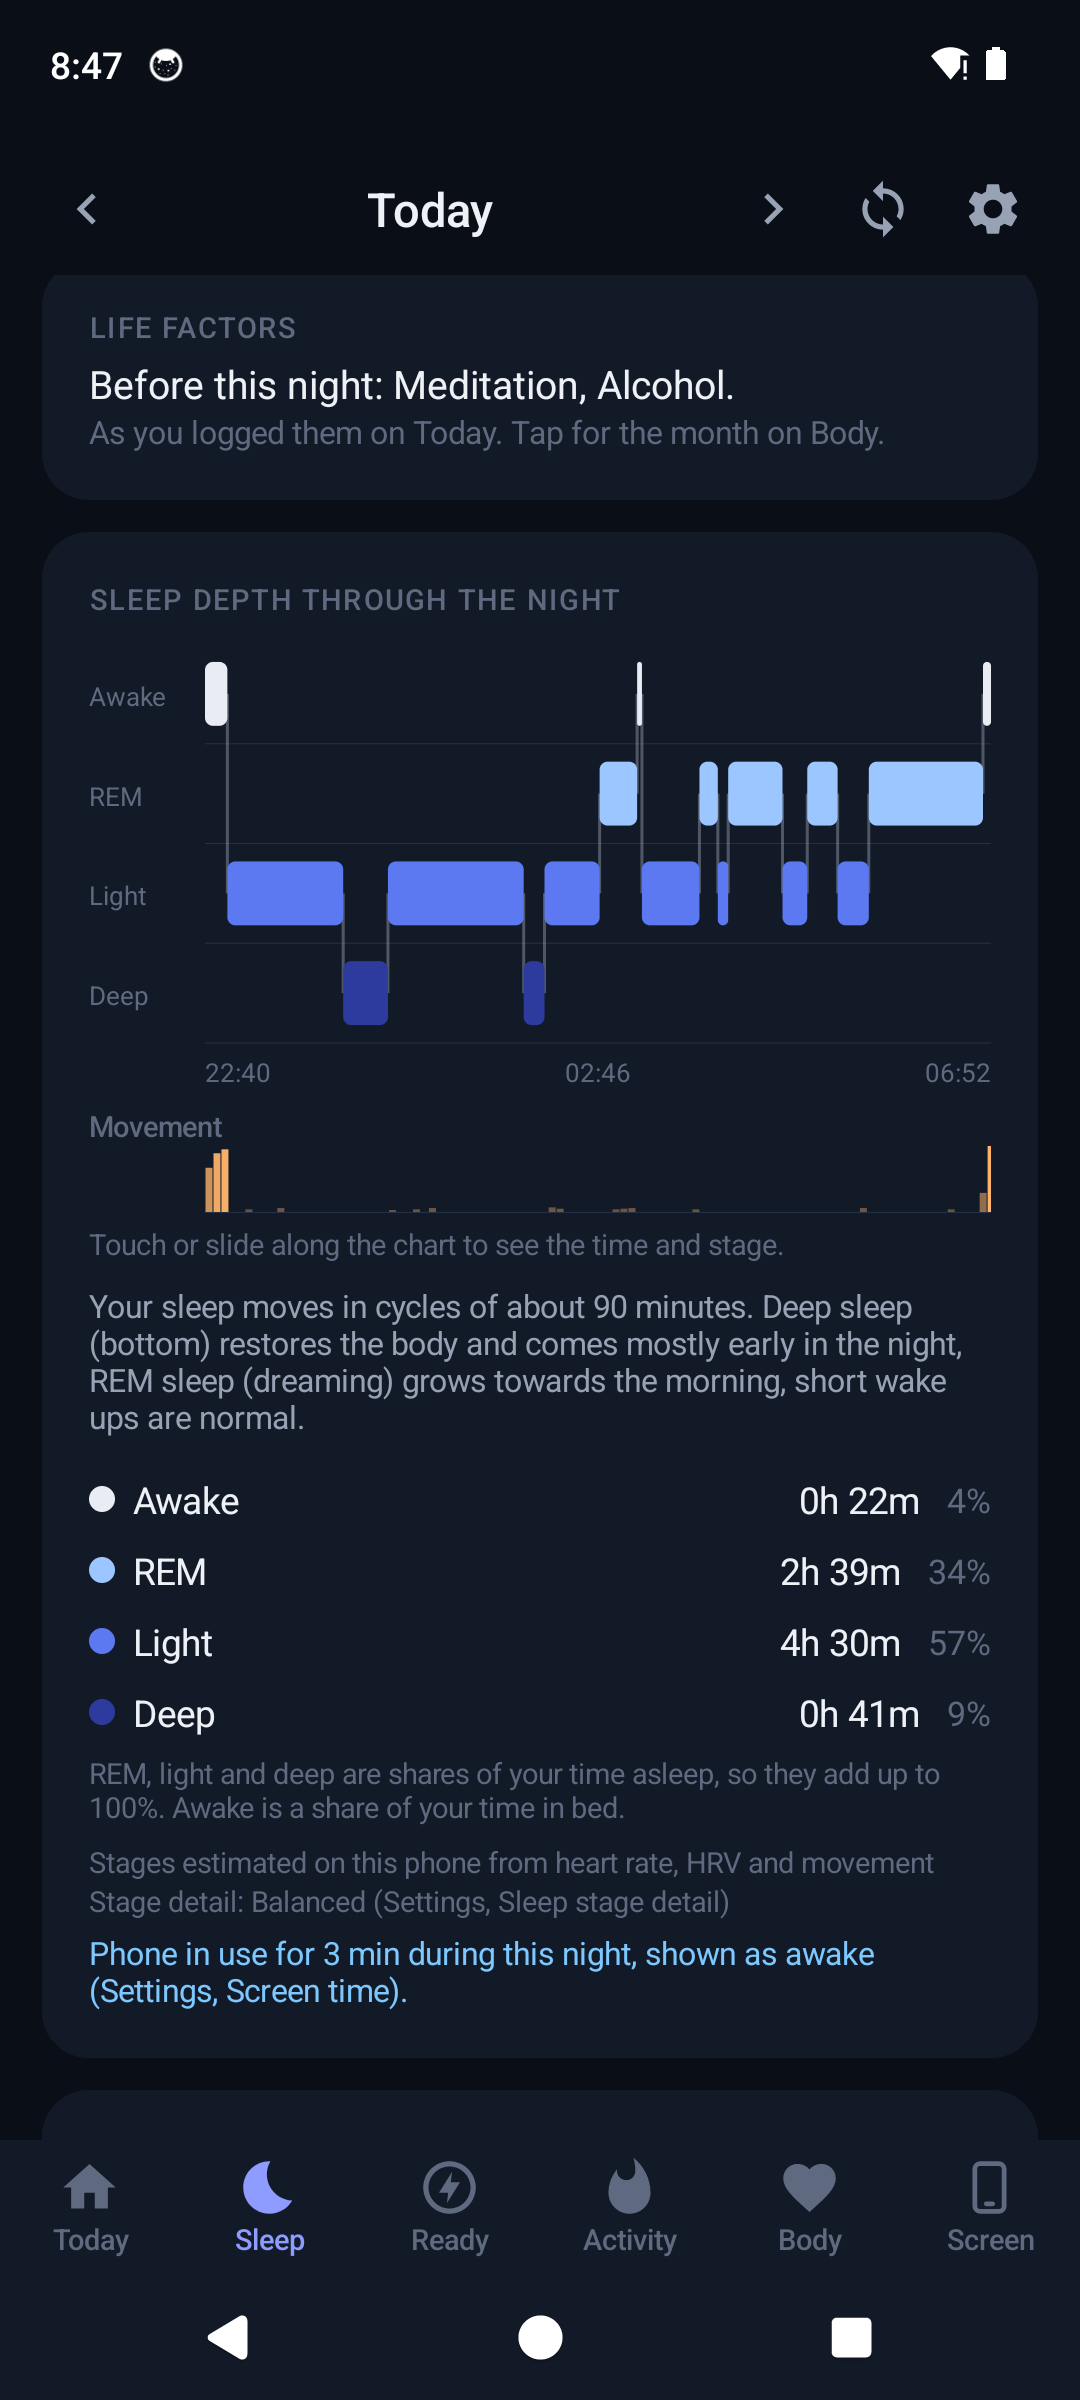 8:47
Today
LIFE FACTORS
Before this night: Meditation, Alcohol.
As you logged them on Today. Tap for the month on Body.
SLEEP DEPTH THROUGH THE NIGHT
Awake
REM
Light
Deep
22:40 02:46 06:52
Movement
Touch or slide along the chart to see the time and stage.
Your sleep moves in cycles of about 90 minutes. Deep sleep
(bottom) restores the body and comes mostly early in the night,
REM sleep (dreaming) grows towards the morning, short wake
ups are normal.
Awake 0h 22m 4%
REM 2h 39m 34%
Light 4h 30m 57%
Deep 0h 41m 9%
REM, light and deep are shares of your time asleep, so they add up to
100%. Awake is a share of your time in bed.
Stages estimated on this phone from heart rate, HRV and movement
Stage detail: Balanced (Settings, Sleep stage detail)
Phone in use for 3 min during this night, shown as awake
(Settings, Screen time).
Today Sleep Ready Activity Body Screen